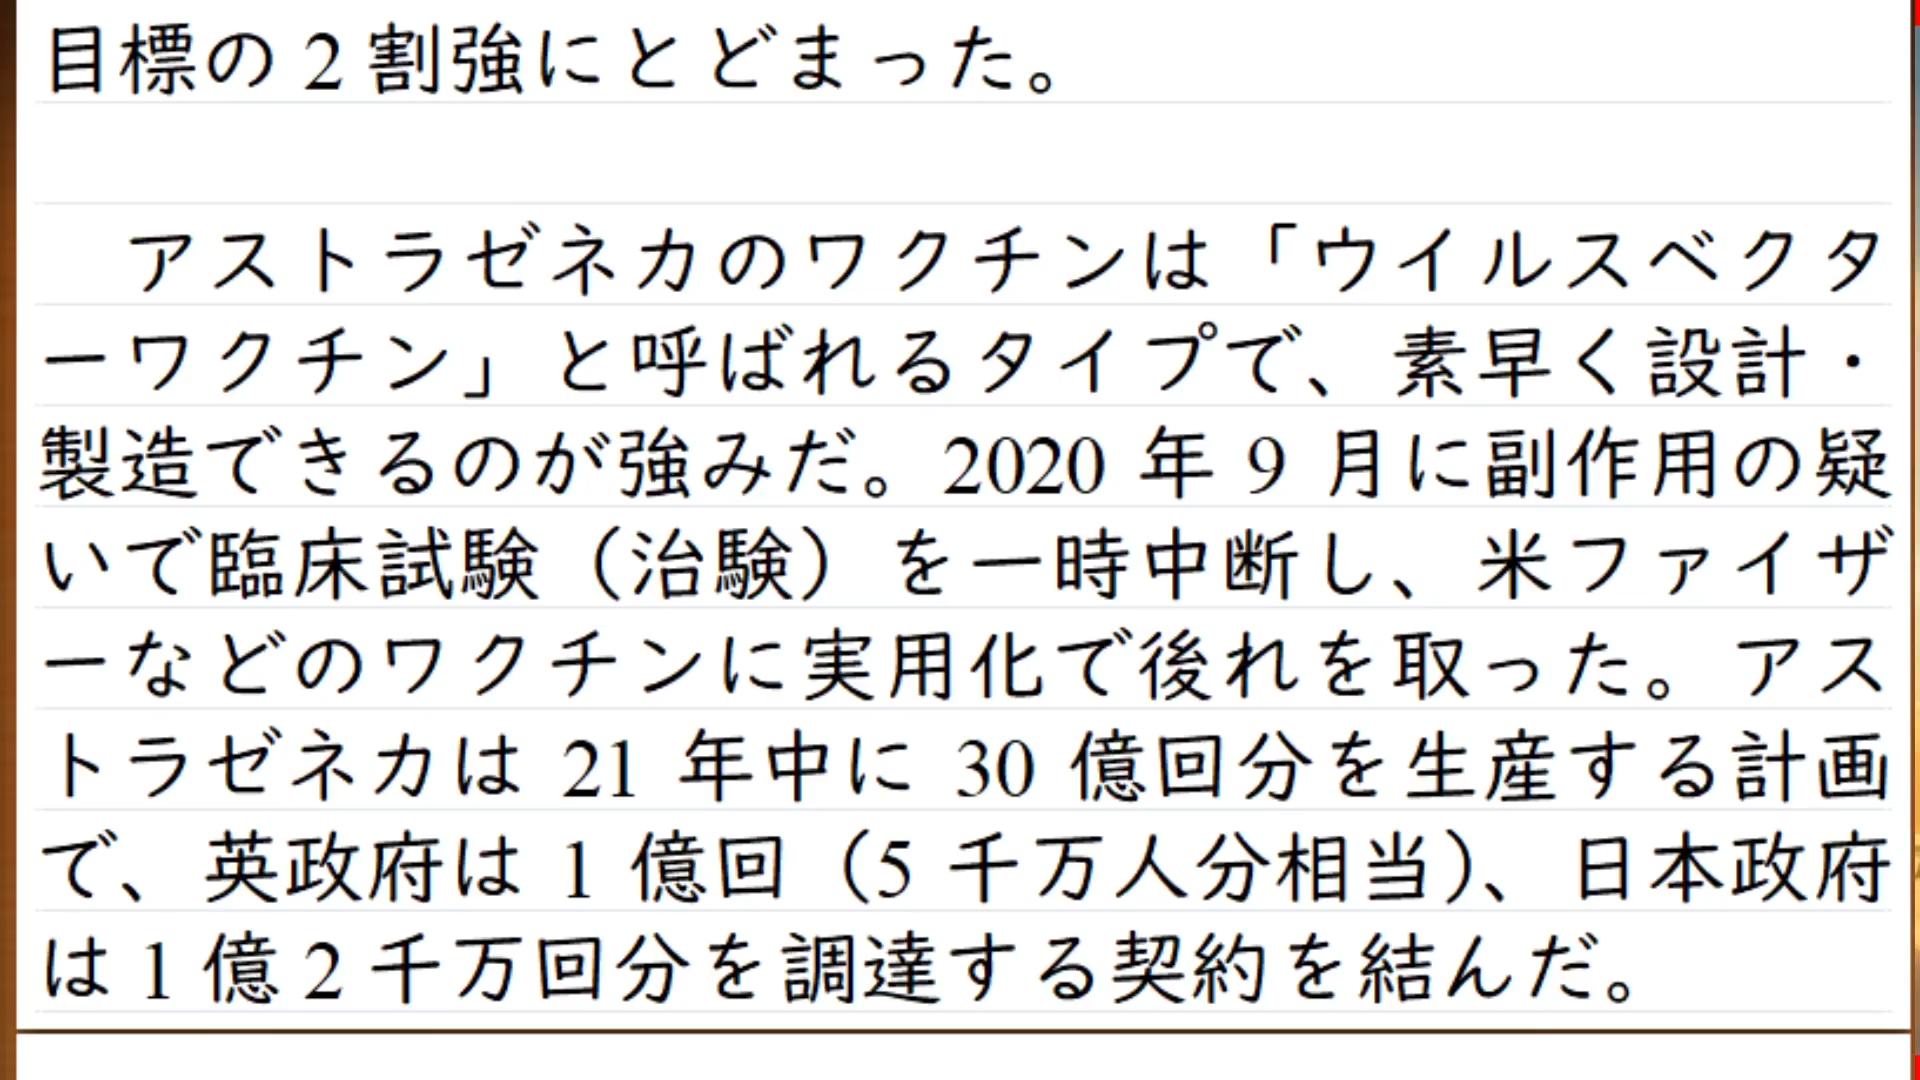 目標の2割強にとどまった。
　アストラゼネカのワクチンは「ウイルスベクタ
ーワクチン」と呼ばれるタイプで、素早く設計・
製造できるのが強みだ。2020 年 9 月に副作用の疑
いで臨床試験（治験）を一時中断し、米ファイザ
ーなどのワクチンに実用化で後れを取った。アス
トラゼネカは 21 年中に 30 億回分を生産する計画
で、英政府は 1 億回（5 千万人分相当）、日本政府
は 1 億 2 千万回分を調達する契約を結んだ。